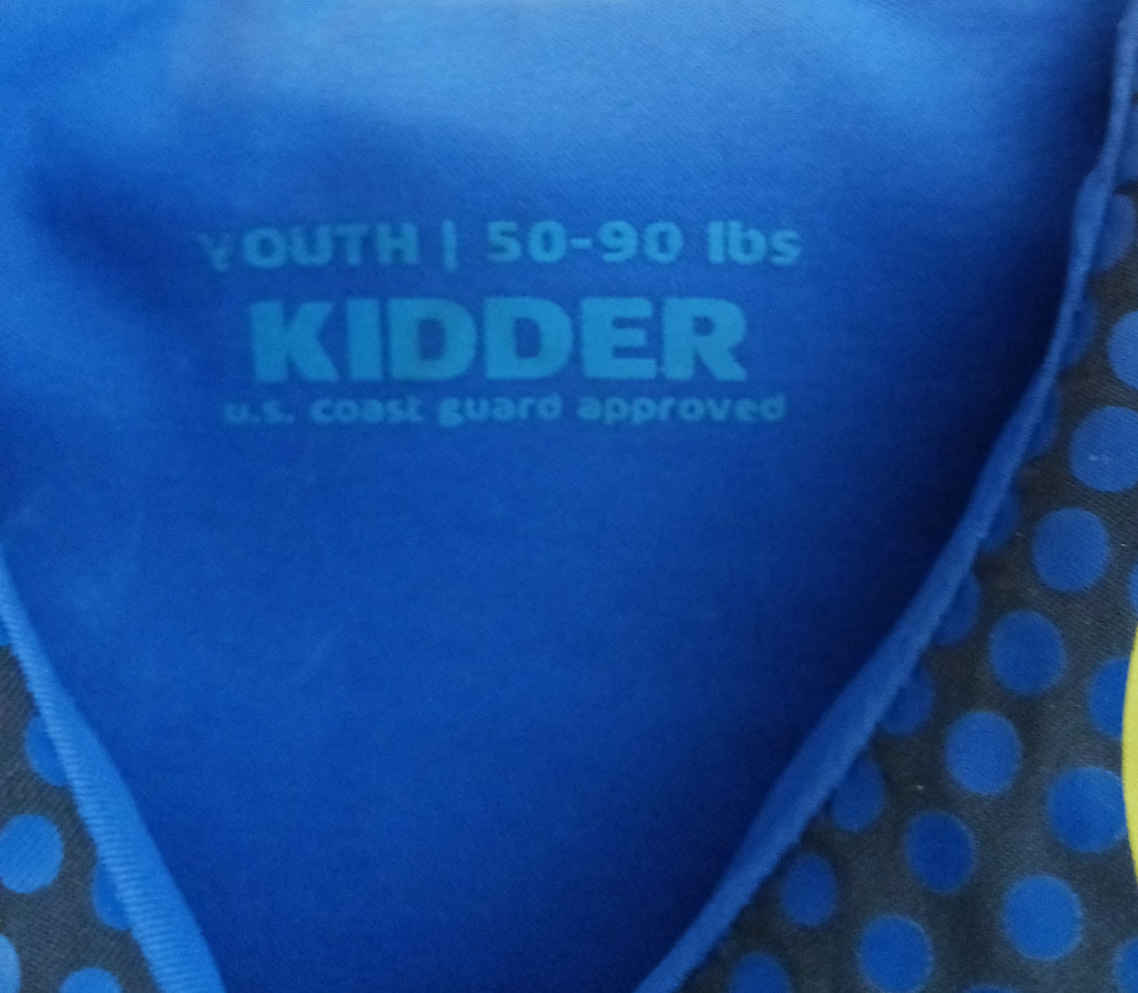 YOUTH | 50-90 lbs
KIDDER
u.s. coast guard approved